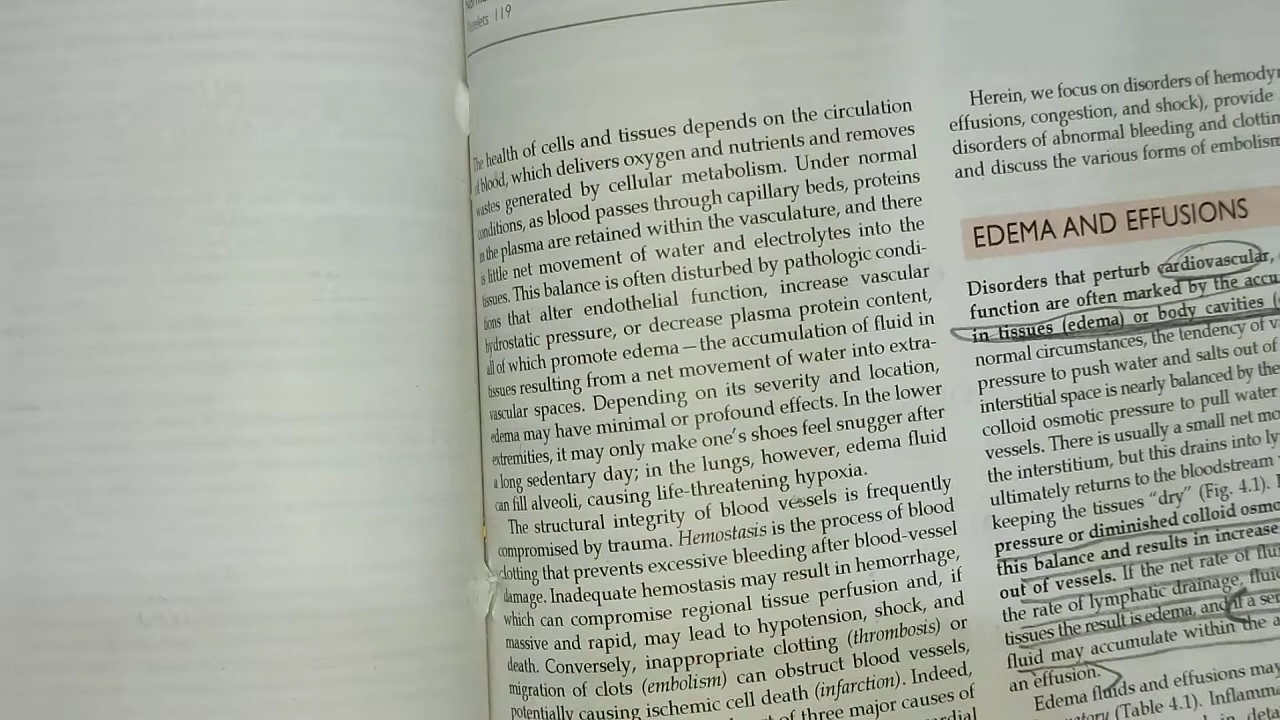 119
The health of cells and tissues depends on the circulation
of blood, which delivers oxygen and nutrients and removes
wastes generated by cellular metabolism. Under normal
conditions, as blood passes through capillary beds, proteins
in the plasma are retained within the vasculature, and there
is little net movement of water and electrolytes into the
tissues. This balance is often disturbed by pathologic condi-
tions that alter endothelial function, increase vascular
hydrostatic pressure, or decrease plasma protein content,
all of which promote edema—the accumulation of fluid in
tissues resulting from a net movement of water into extra-
vascular spaces. Depending on its severity and location,
edema may have minimal or profound effects. In the lower
extremities, it may only make one's shoes feel snugger after
a long sedentary day; in the lungs, however, edema fluid
can fill alveoli, causing life-threatening hypoxia.
The structural integrity of blood vessels is frequently
compromised by trauma. Hemostasis is the process of blood
clotting that prevents excessive bleeding after blood-vessel
damage. Inadequate hemostasis may result in hemorrhage,
which can compromise regional tissue perfusion and, if
massive and rapid, may lead to hypotension, shock, and
death. Conversely, inappropriate clotting (thrombosis) or
migration of clots (embolism) can obstruct blood vessels,
potentially causing ischemic cell death (infarction). Indeed,
of three major causes of
Herein, we focus on disorders of
effusions, congestion, and shock), provide
disorders of abnormal bleeding and
and discuss the various forms of
EDEMA AND EFFUSIONS
Disorders that perturb cardiovascular,
function are often marked by the
in tissues (edema) or body cavities
normal circumstances, the tendency of
pressure to push water and salts out of
interstitial space is nearly balanced by the
colloid osmotic pressure to pull water
vessels. There is usually a small net
the interstitium, but this drains into
ultimately returns to the bloodstream
keeping the tissues "dry" (Fig. 4.1).
pressure or diminished colloid
this balance and results in
out of vessels. If the net rate of
the rate of lymphatic drainage,
tissues the result is edema, and if a
fluid may accumulate within the
an effusion.
Edema fluids and effusions may
(Table 4.1).
in